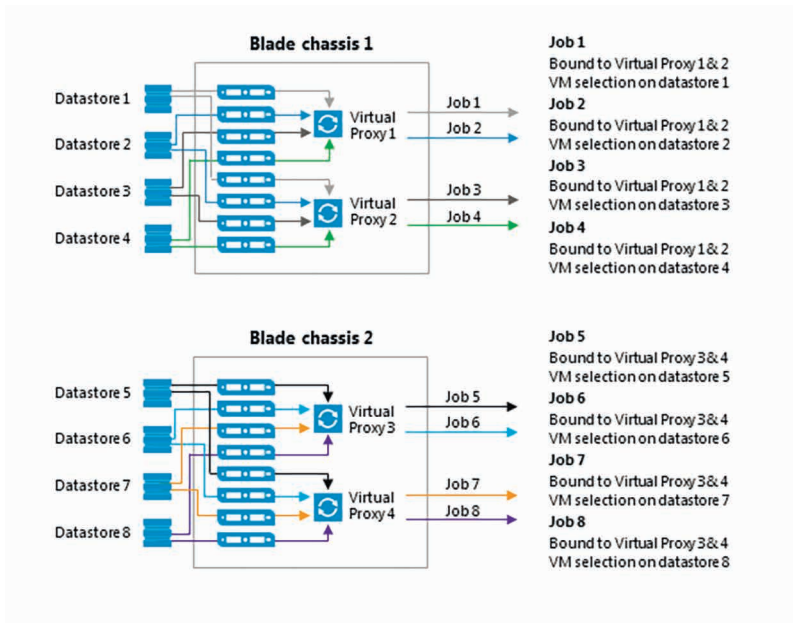 Blade chassis 1
Datastore 1
Datastore 2
Datastore 3
Datastore 4
Virtual
Proxy 1
Virtual
Proxy 2
Job 1
Job 2
Job 3
Job 4
Job 1
Bound to Virtual Proxy 1 & 2
VM selection on datastore 1
Job 2
Bound to Virtual Proxy 1 & 2
VM selection on datastore 2
Job 3
Bound to Virtual Proxy 1 & 2
VM selection on datastore 3
Job 4
Bound to Virtual Proxy 1 & 2
VM selection on datastore 4
Blade chassis 2
Datastore 5
Datastore 6
Datastore 7
Datastore 8
Virtual
Proxy 3
Virtual
Proxy 4
Job 5
Job 6
Job 7
Job 8
Job 5
Bound to Virtual Proxy 3 & 4
VM selection on datastore 5
Job 6
Bound to Virtual Proxy 3 & 4
VM selection on datastore 6
Job 7
Bound to Virtual Proxy 3 & 4
VM selection on datastore 7
Job 8
Bound to Virtual Proxy 3 & 4
VM selection on datastore 8